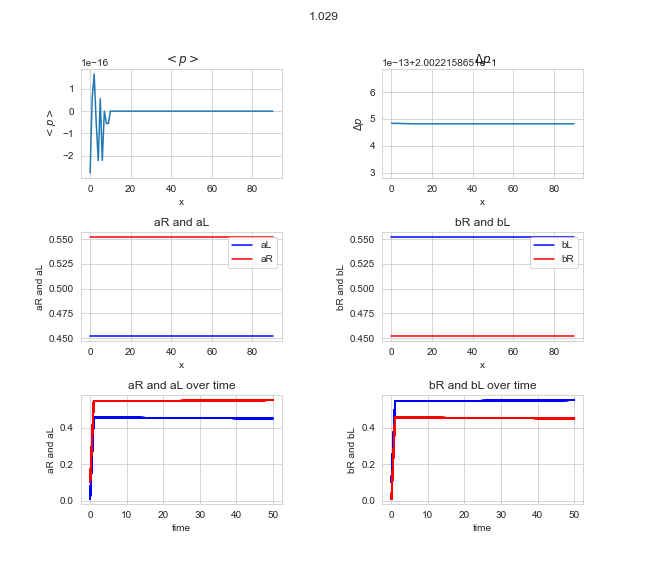 1.029
< p >
Δp
1e−16
1e−13+2.0022158651e−1
1
0
−1
−2
< p >
0 20 40 60 80
x
6
5
4
3
Δp
0 20 40 60 80
x
aR and aL
bR and bL
0.550
0.525
0.500
0.475
0.450
aR and aL
aL
aR
0 20 40 60 80
x
0.550
0.525
0.500
0.475
0.450
bR and bL
bL
bR
0 20 40 60 80
x
aR and aL over time
bR and bL over time
0.4
0.2
0.0
aR and aL
0 10 20 30 40 50
time
0.4
0.2
0.0
bR and bL
0 10 20 30 40 50
time